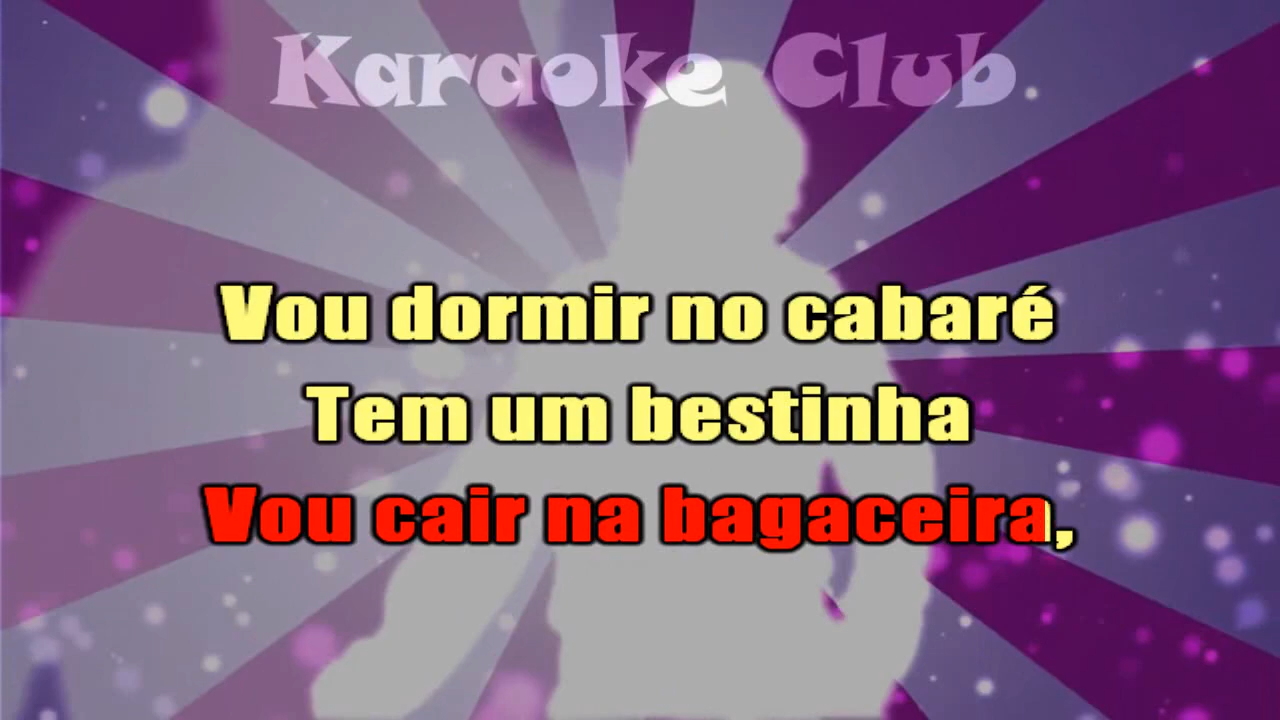 Karaoke Club
Vou dormir no cabaré
Tem um bestinha
Vou cair na bagaceira,